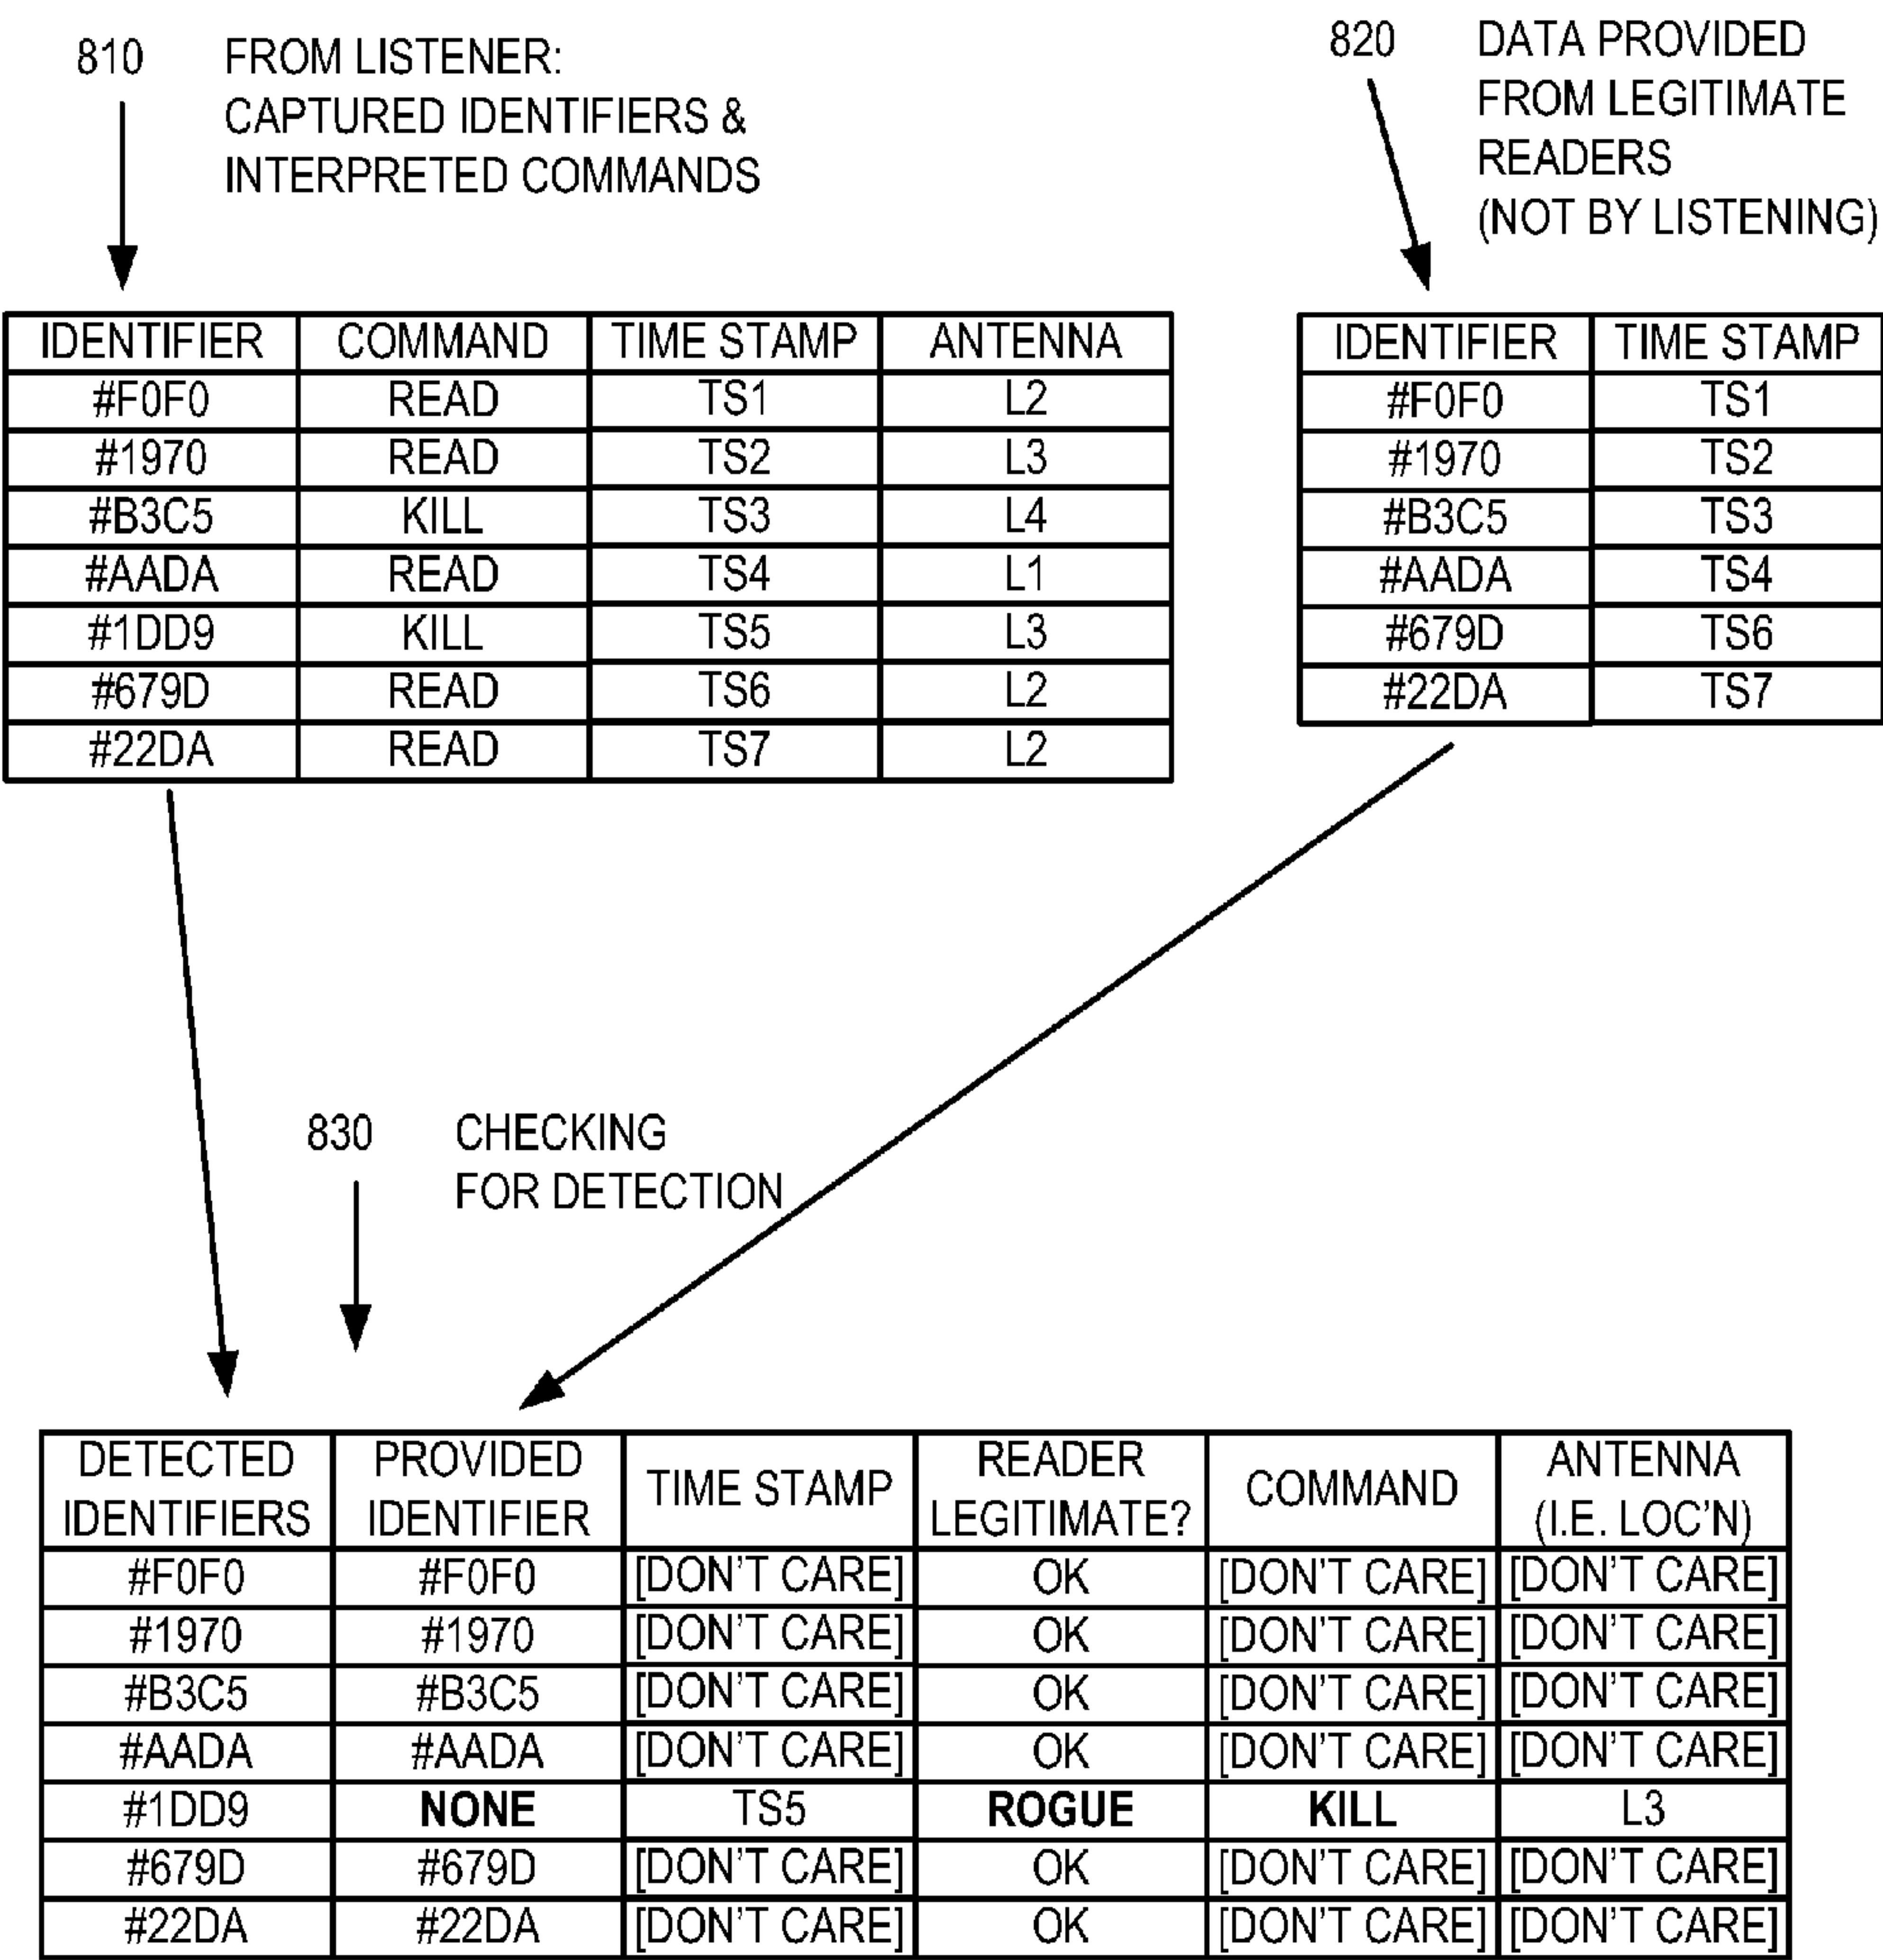 810 FROM LISTENER:
CAPTURED IDENTIFIERS &
INTERPRETED COMMANDS
820 DATA PROVIDED
FROM LEGITIMATE
READERS
(NOT BY LISTENING)
IDENTIFIER COMMAND TIME STAMP ANTENNA
#F0F0 READ TS1 L2
#1970 READ TS2 L3
#B3C5 KILL TS3 L4
#AADA READ TS4 L1
#1DD9 KILL TS5 L3
#679D READ TS6 L2
#22DA READ TS7 L2
IDENTIFIER TIME STAMP
#F0F0 TS1
#1970 TS2
#B3C5 TS3
#AADA TS4
#679D TS6
#22DA TS7
830 CHECKING
FOR DETECTION
DETECTED IDENTIFIERS PROVIDED IDENTIFIER TIME STAMP READER LEGITIMATE? COMMAND ANTENNA (I.E. LOC'N)
#F0F0 #F0F0 [DON'T CARE] OK [DON'T CARE] [DON'T CARE]
#1970 #1970 [DON'T CARE] OK [DON'T CARE] [DON'T CARE]
#B3C5 #B3C5 [DON'T CARE] OK [DON'T CARE] [DON'T CARE]
#AADA #AADA [DON'T CARE] OK [DON'T CARE] [DON'T CARE]
#1DD9 NONE TS5 ROGUE KILL L3
#679D #679D [DON'T CARE] OK [DON'T CARE] [DON'T CARE]
#22DA #22DA [DON'T CARE] OK [DON'T CARE] [DON'T CARE]